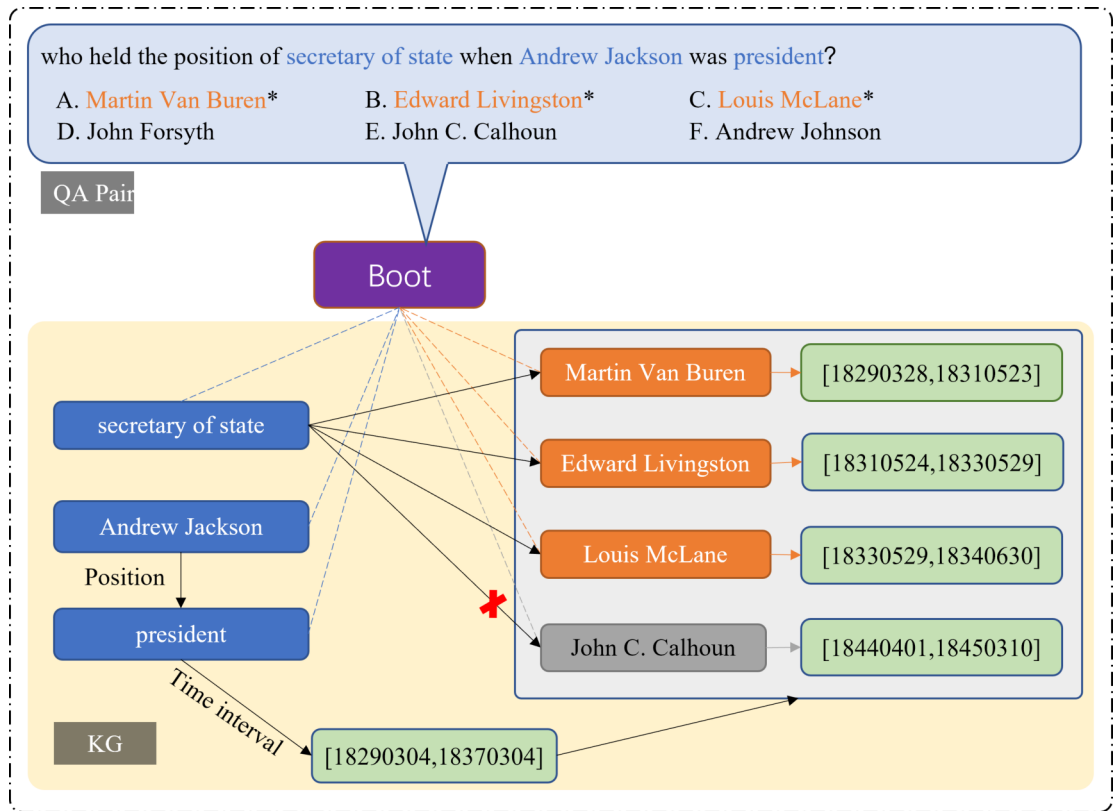 who held the position of secretary of state when Andrew Jackson was president?
A. Martin Van Buren* B. Edward Livingston* C. Louis McLane*
D. John Forsyth E. John C. Calhoun F. Andrew Johnson
QA Pair
Boot
Martin Van Buren [18290328,18310523]
secretary of state
Edward Livingston [18310524,18330529]
Andrew Jackson
Louis McLane [18330529,18340630]
Position
president
John C. Calhoun [18440401,18450310]
Time interval
KG
[18290304,18370304]